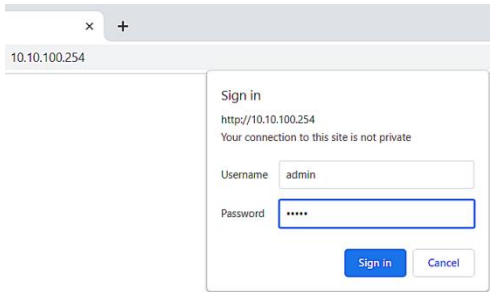 10.10.100.254
Sign in
http://10.10.100.254
Your connection to this site is not private
Username admin
Password •••••
Sign in Cancel